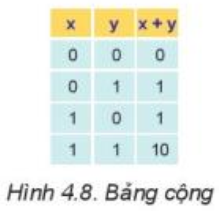 x y x + y
0 0 0
0 1 1
1 0 1
1 1 10
Hình 4.8. Bảng cộng